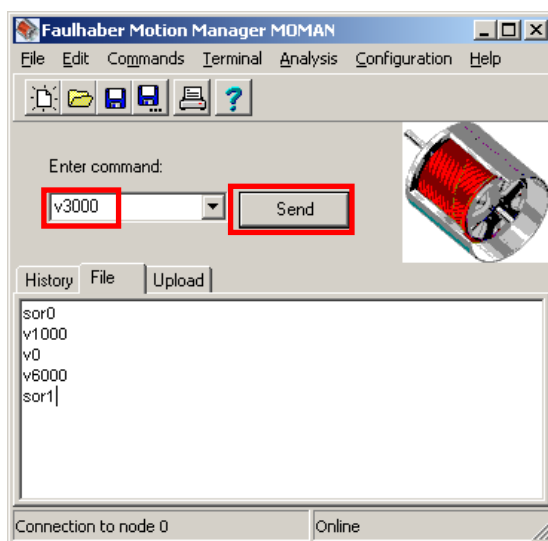 Faulhaber Motion Manager MOMAN
File Edit Commands Terminal Analysis Configuration Help
Enter command:
v3000
Send
History File Upload
sor0
v1000
v0
v6000
sor1
Connection to node 0
Online